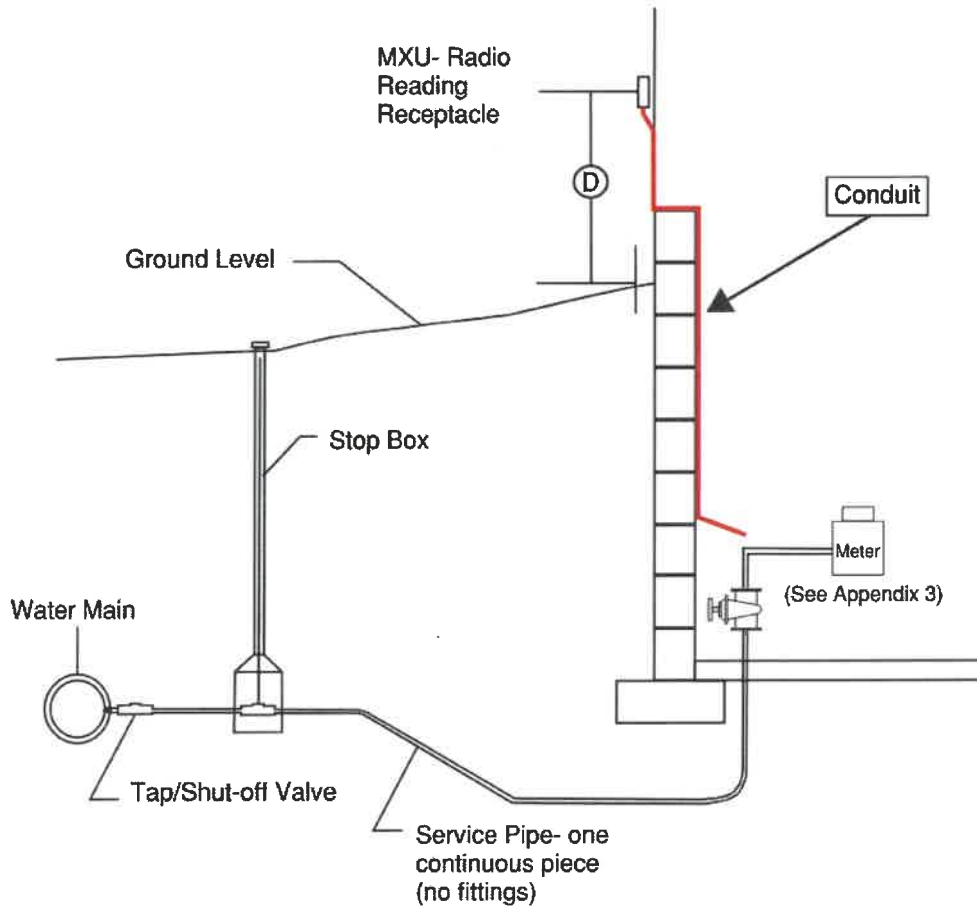 MXU- Radio
Reading
Receptacle
D
Conduit
Ground Level
Stop Box
Meter
(See Appendix 3)
Water Main
Tap/Shut-off Valve
Service Pipe- one
continuous piece
(no fittings)